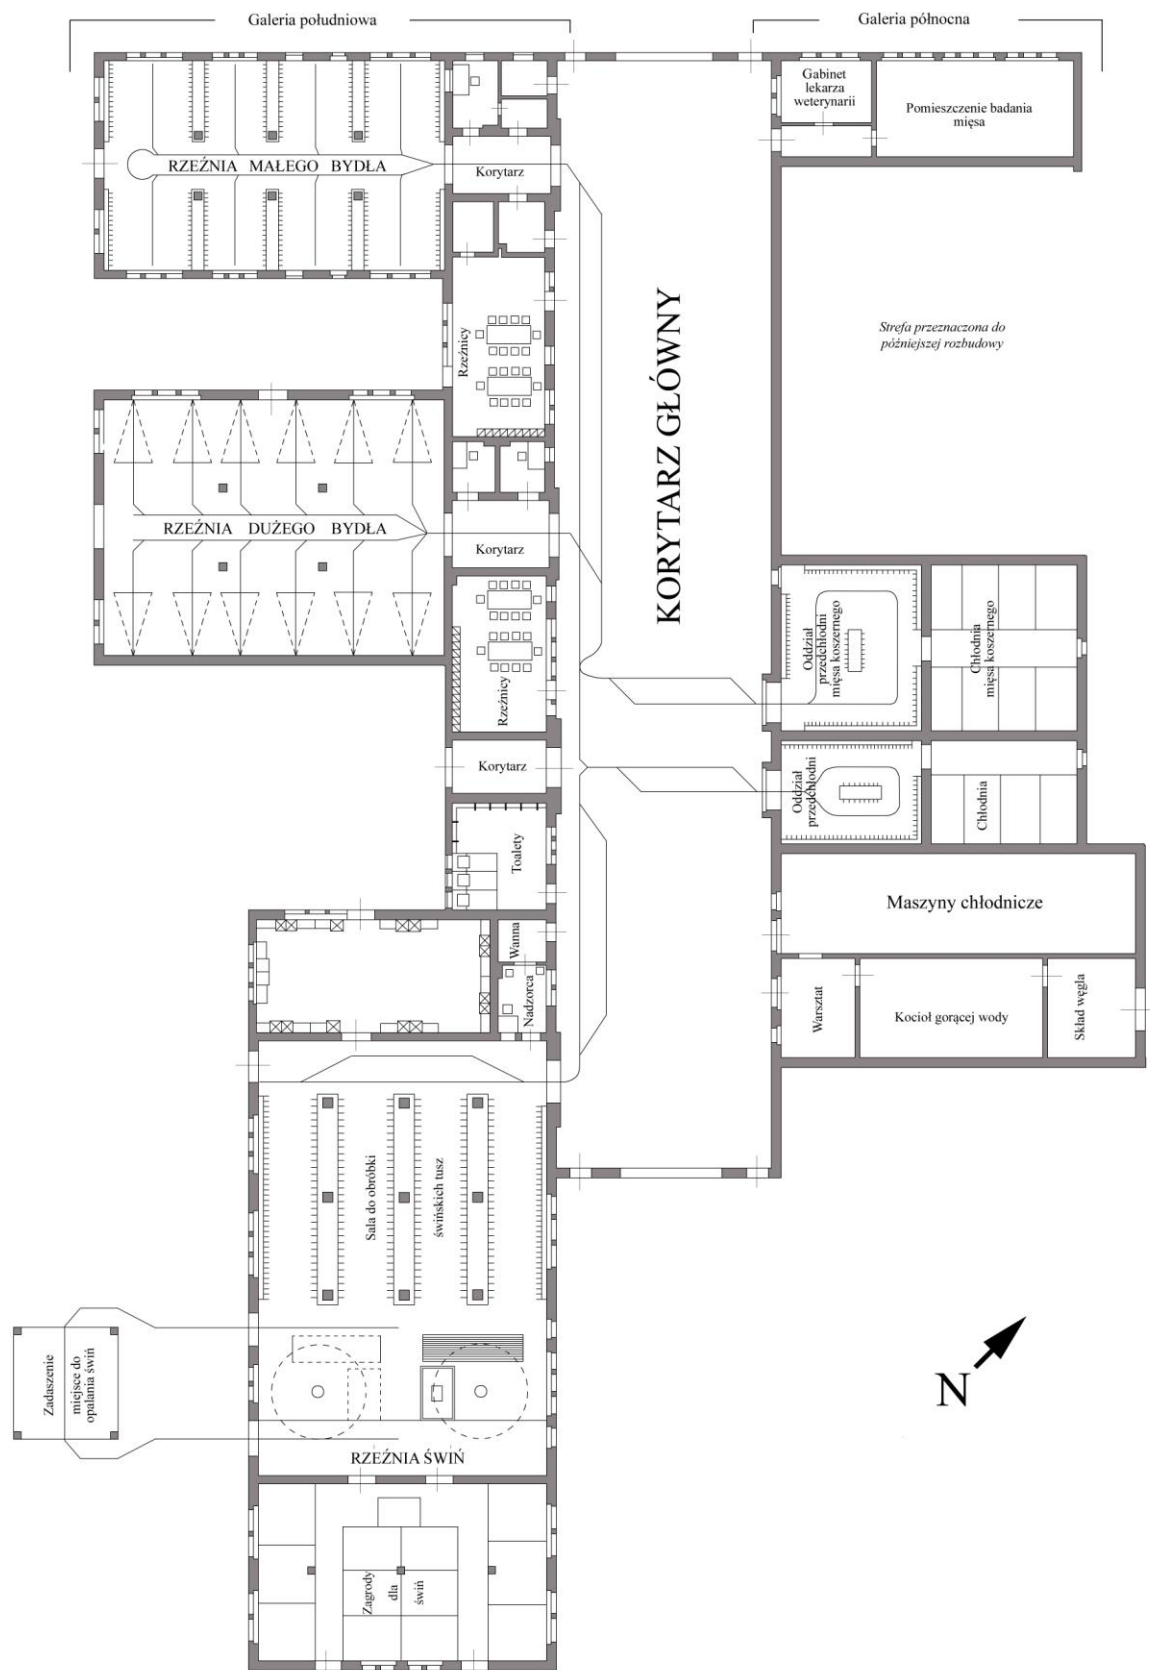 Galeria południowa
Galeria północna
Gabinet
lekarza
weterynarii
Pomieszczenie badania
mięsa
RZEŹNIA MAŁEGO BYDŁA
Korytarz
Rzeźnicy
KORYTARZ GŁÓWNY
Strefa przeznaczona do
późniejszej rozbudowy
RZEŹNIA DUŻEGO BYDŁA
Korytarz
Rzeźnicy
Oddział
przedchłodni
mięsa koszernego
Chłodnia
mięsa koszernego
Korytarz
Oddział
przedchłodni
Chłodnia
Toalety
Maszyny chłodnicze
Wanna
Nadzorca
Warsztat
Kocioł gorącej wody
Skład węgla
Sala do obróbki
świńskich tusz
Zadaszenie
miejsce do
opalania świń
N
RZEŹNIA ŚWIŃ
Zagrody
dla
świń